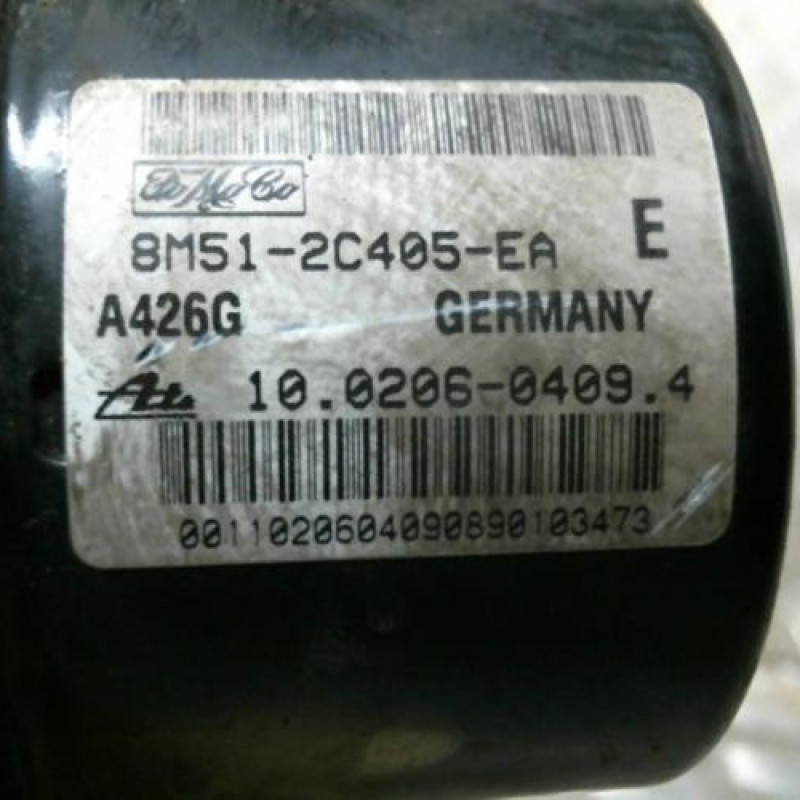 FoMoCo
8M51-2C405-EA E
A426G GERMANY
Ate 10.0206-0409.4
0011020604090890103473